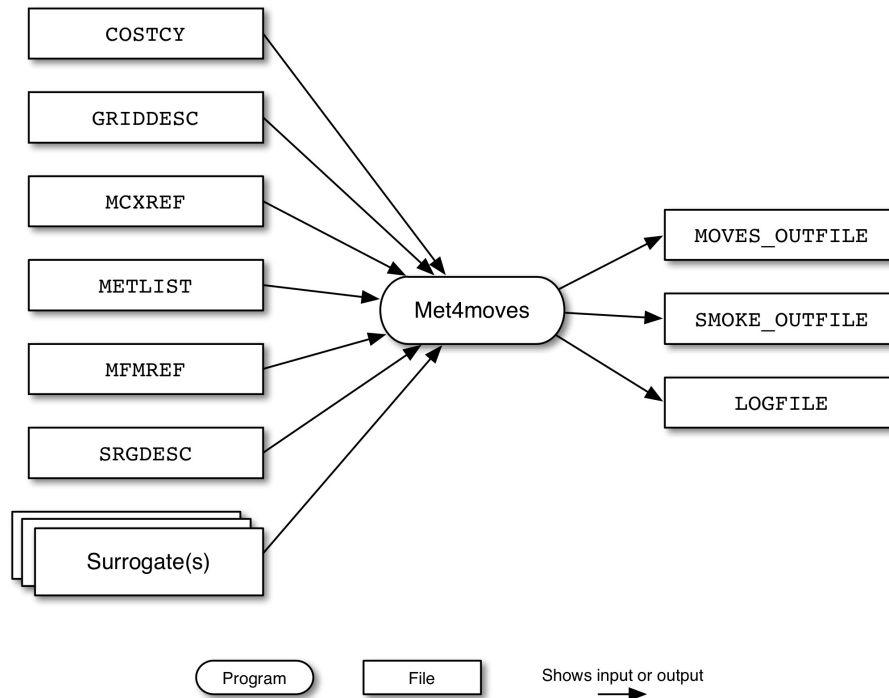 COSTCY
GRIDDESC
MCXREF
METLIST
MFMREF
SRGDESC
Surrogate(s)
Met4moves
MOVES_OUTFILE
SMOKE_OUTFILE
LOGFILE
Program
File
Shows input or output